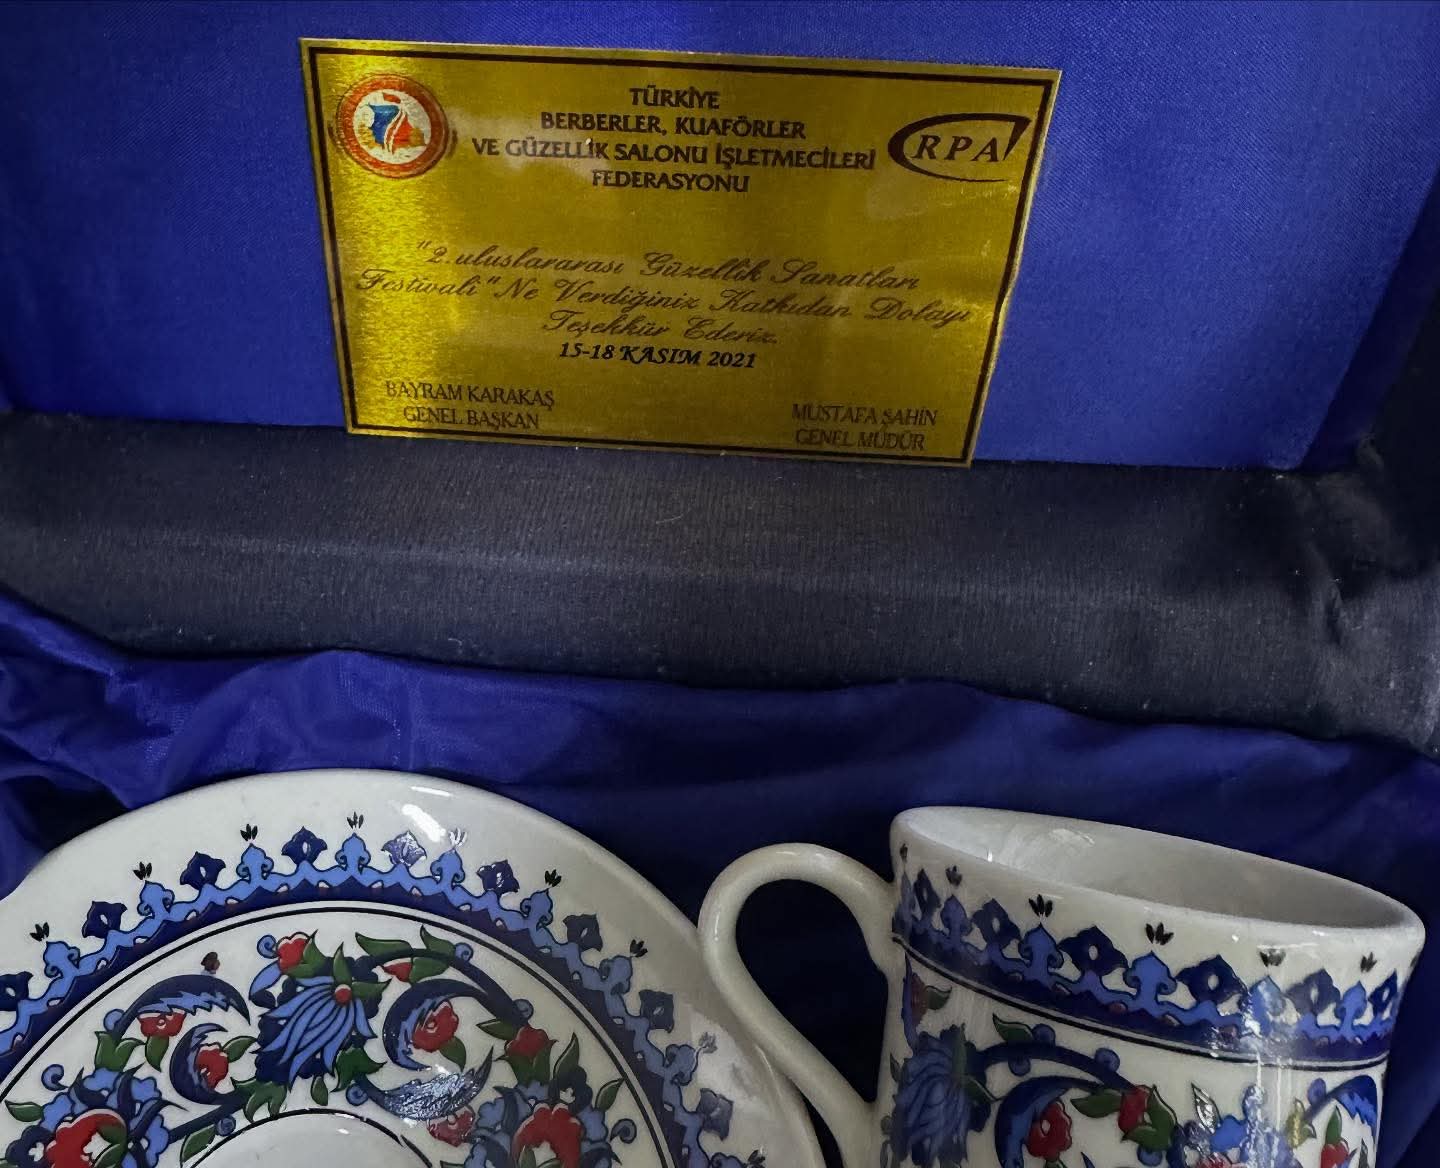 TÜRKİYE
BERBERLER, KUAFÖRLER
VE GÜZELLİK SALONU İŞLETMECİLERİ
FEDERASYONU
RPA
"2.uluslararası Güzellik Sanatları
Festivali "Ne Verdiğiniz Katkıdan Dolayı
Teşekkür Ederiz.
15-18 KASIM 2021
BAYRAM KARAKAŞ
GENEL BAŞKAN
MUSTAFA ŞAHİN
GENEL MÜDÜR